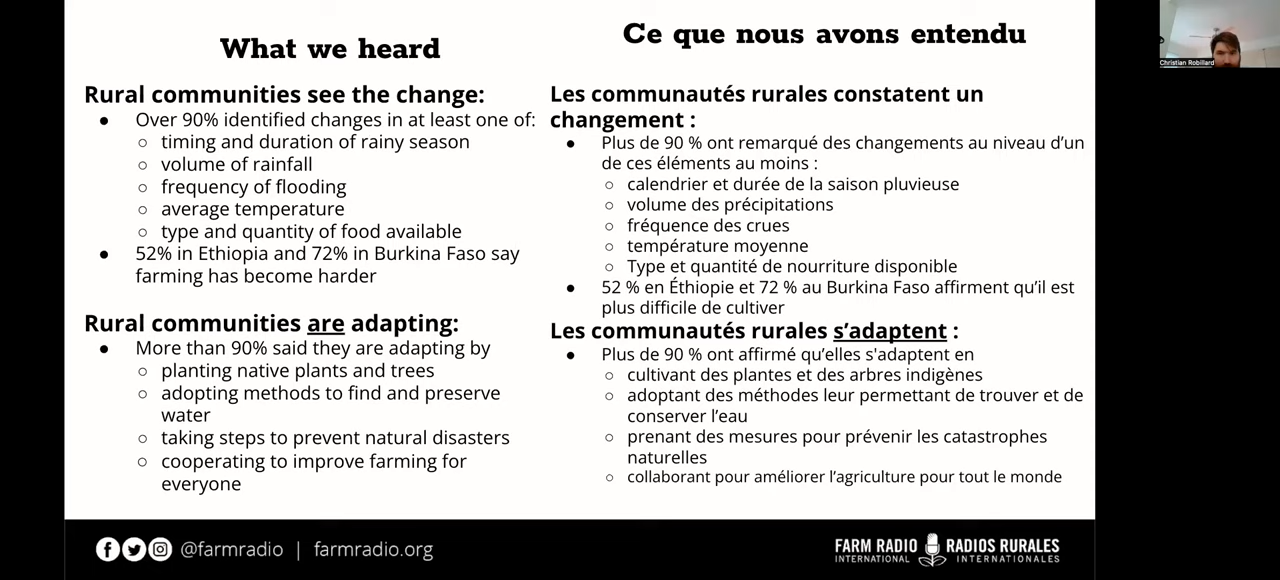 What we heard
Rural communities see the change:
● Over 90% identified changes in at least one of:
○ timing and duration of rainy season
○ volume of rainfall
○ frequency of flooding
○ average temperature
○ type and quantity of food available
● 52% in Ethiopia and 72% in Burkina Faso say
farming has become harder
Rural communities are adapting:
● More than 90% said they are adapting by
○ planting native plants and trees
○ adopting methods to find and preserve
water
○ taking steps to prevent natural disasters
○ cooperating to improve farming for
everyone
Ce que nous avons entendu
Les communautés rurales constatent un
changement :
● Plus de 90 % ont remarqué des changements au niveau d’un
de ces éléments au moins :
○ calendrier et durée de la saison pluvieuse
○ volume des précipitations
○ fréquence des crues
○ température moyenne
○ Type et quantité de nourriture disponible
● 52 % en Éthiopie et 72 % au Burkina Faso affirment qu’il est
plus difficile de cultiver
Les communautés rurales s’adaptent :
● Plus de 90 % ont affirmé qu’elles s'adaptent en
○ cultivant des plantes et des arbres indigènes
○ adoptant des méthodes leur permettant de trouver et de
conserver l’eau
○ prenant des mesures pour prévenir les catastrophes
naturelles
○ collaborant pour améliorer l’agriculture pour tout le monde
@farmradio | farmradio.org
FARM RADIO INTERNATIONAL
RADIOS RURALES INTERNATIONALES
Christian Robillard